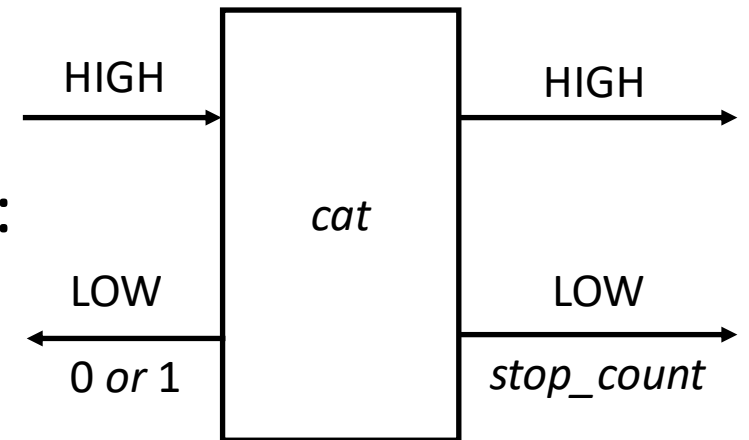 HIGH
HIGH
:
cat
LOW
LOW
0 or 1
stop_count